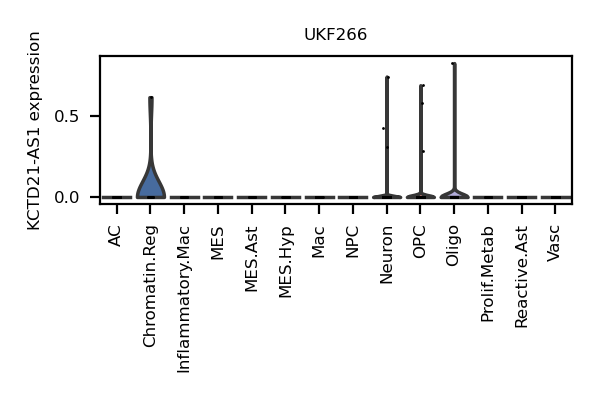 UKF266
KCTD21-AS1 expression
0.5
0.0
AC
Chromatin.Reg
Inflammatory.Mac
MES
MES.Ast
MES.Hyp
Mac
NPC
Neuron
OPC
Oligo
Prolif.Metab
Reactive.Ast
Vasc